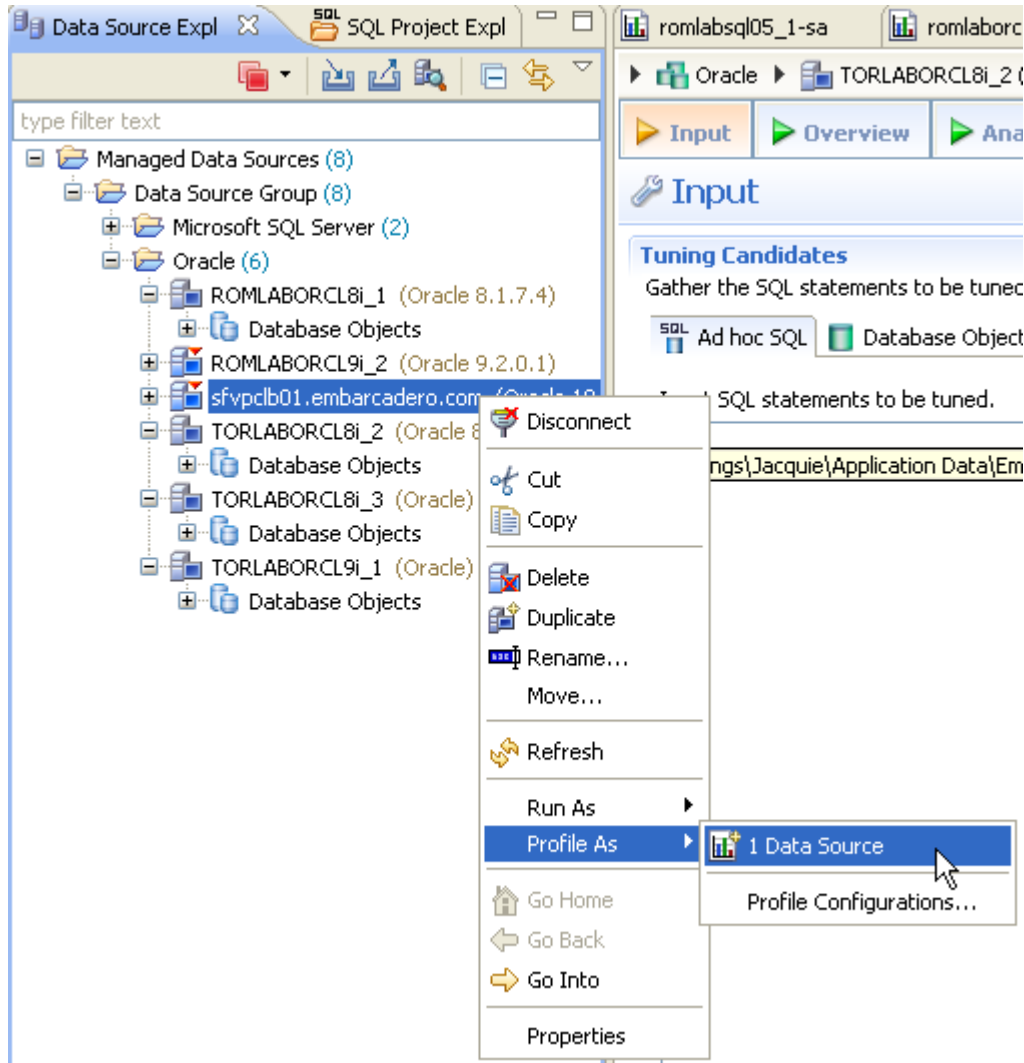 Data Source Expl
SQL SQL Project Expl
romlabsql05_1-sa
romlaborc
Oracle TORLABORCL8i_2 (
type filter text
Input Overview Ana
Managed Data Sources (8)
Data Source Group (8)
Microsoft SQL Server (2)
Oracle (6)
ROMLABORCL8i_1 (Oracle 8.1.7.4)
Database Objects
ROMLABORCL9i_2 (Oracle 9.2.0.1)
sfvpclb01.embarcadero.com (Oracle 10
TORLABORCL8i_2 (Oracle 8
Database Objects
TORLABORCL8i_3 (Oracle)
Database Objects
TORLABORCL9i_1 (Oracle)
Database Objects
Input
Tuning Candidates
Gather the SQL statements to be tuned
SQL Ad hoc SQL Database Object
SQL statements to be tuned.
ngs\Jacquie\Application Data\Em
Disconnect
Cut
Copy
Delete
Duplicate
Rename...
Move...
Refresh
Run As
Profile As
Go Home
Go Back
Go Into
Properties
1 Data Source
Profile Configurations...